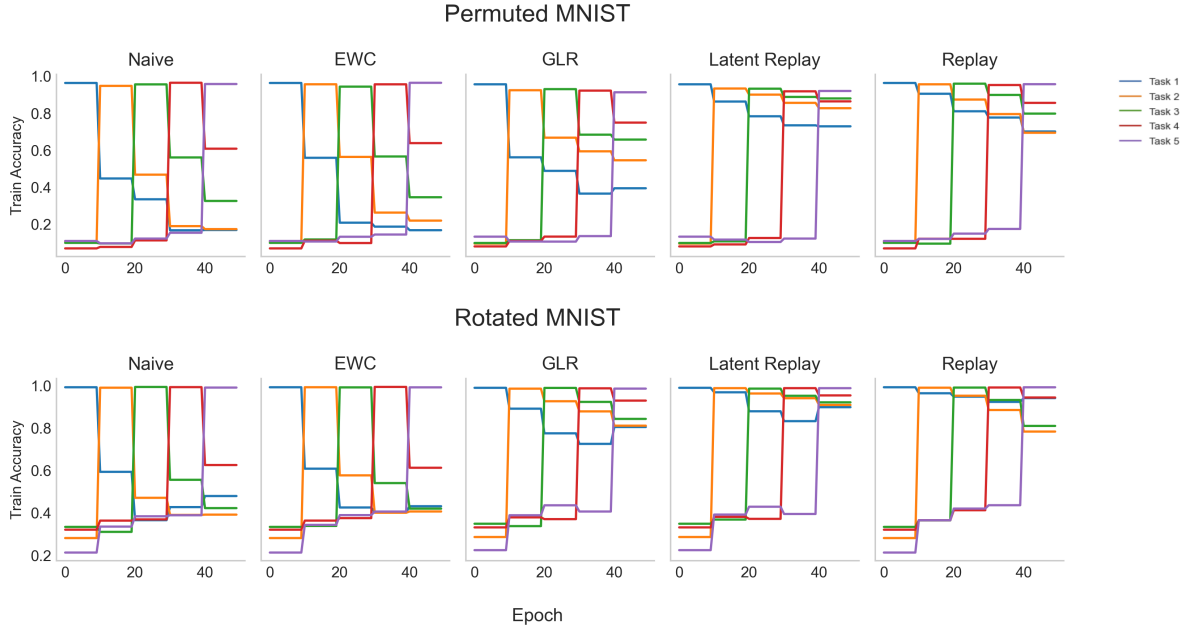 Permuted MNIST
Naive EWC GLR Latent Replay Replay
Train Accuracy
1.0
0.8
0.6
0.4
0.2
0 20 40 0 20 40 0 20 40 0 20 40 0 20 40
Task 1
Task 2
Task 3
Task 4
Task 5
Rotated MNIST
Naive EWC GLR Latent Replay Replay
Train Accuracy
1.0
0.8
0.6
0.4
0.2
0 20 40 0 20 40 0 20 40 0 20 40 0 20 40
Epoch